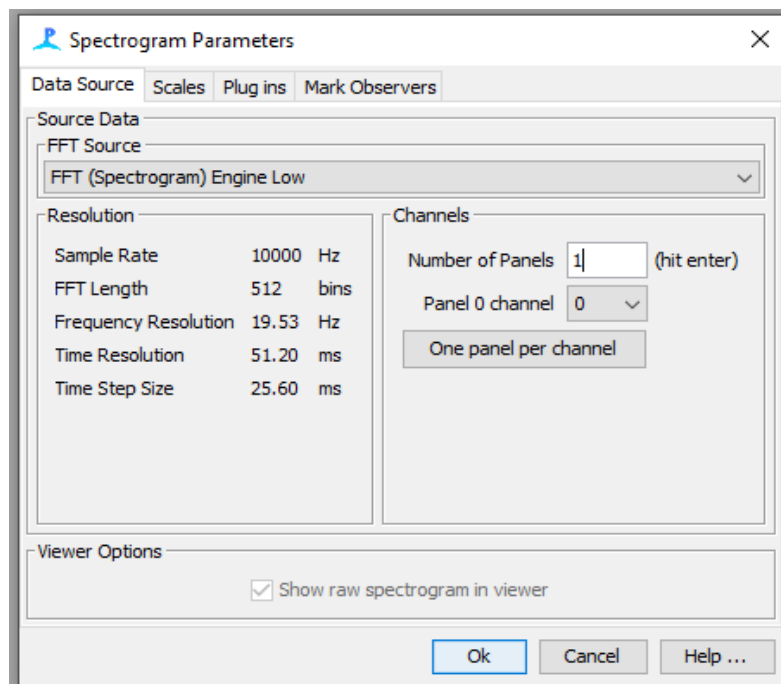 Spectrogram Parameters
Data Source Scales Plug ins Mark Observers
Source Data
FFT Source
FFT (Spectrogram) Engine Low
Resolution
Sample Rate 10000 Hz
FFT Length 512 bins
Frequency Resolution 19.53 Hz
Time Resolution 51.20 ms
Time Step Size 25.60 ms
Channels
Number of Panels 1 (hit enter)
Panel 0 channel 0
One panel per channel
Viewer Options
Show raw spectrogram in viewer
Ok Cancel Help ...